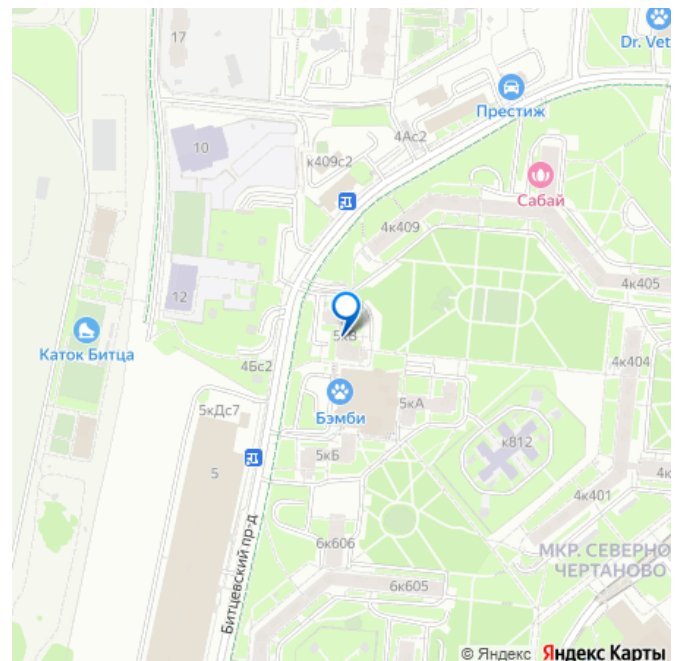 17
Dr. Vet
Престиж
4Ас2
10
к409с2
Сабай
4к409
4к405
12
5кВ
Каток Битца
4Бс2
4к404
5кДс7
Бэмби
5кА
к812
5
5кБ
4к401
4к
6к606
МКР. СЕВЕРНО
ЧЕРТАНОВО
6к605
Битцевский пр-д
© Яндекс Яндекс Карты